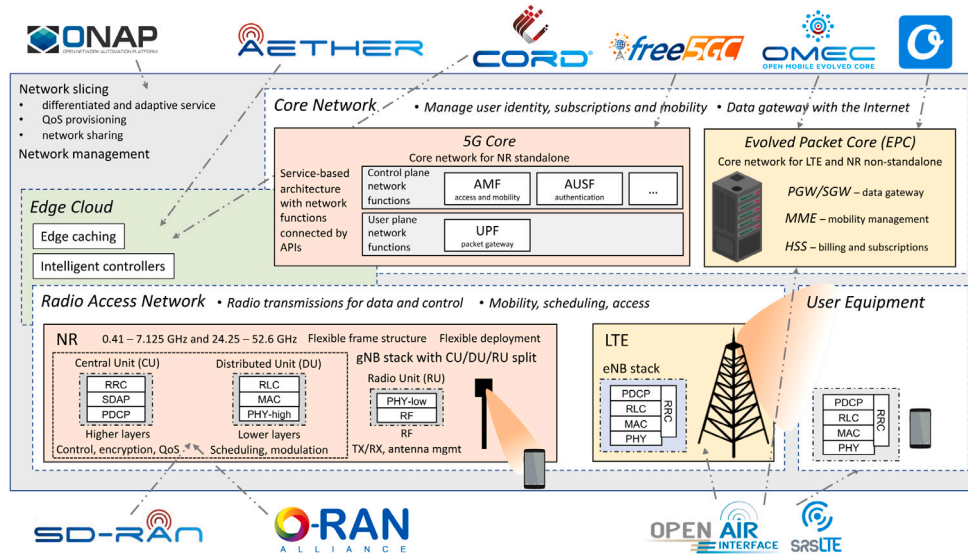 ONAP
OPEN NETWORK AUTOMATION PLATFORM
AETHER
CORD®
free5GC
OMEC
OPEN MOBILE EVOLVED CORE
Network slicing
• differentiated and adaptive service
• QoS provisioning
• network sharing
Network management
Core Network
• Manage user identity, subscriptions and mobility • Data gateway with the Internet
5G Core
Core network for NR standalone
Service-based
architecture
with network
functions
connected by
APIs
Control plane
network
functions
AMF
access and mobility
AUSF
authentication
...
User plane
network
functions
UPF
packet gateway
Evolved Packet Core (EPC)
Core network for LTE and NR non-standalone
PGW/SGW – data gateway
MME – mobility management
HSS – billing and subscriptions
Edge Cloud
Edge caching
Intelligent controllers
Radio Access Network • Radio transmissions for data and control • Mobility, scheduling, access
NR 0.41 – 7.125 GHz and 24.25 – 52.6 GHz Flexible frame structure Flexible deployment
gNB stack with CU/DU/RU split
Central Unit (CU)
RRC
SDAP
PDCP
Higher layers
Control, encryption, QoS
Distributed Unit (DU)
RLC
MAC
PHY-high
Lower layers
Scheduling, modulation
Radio Unit (RU)
PHY-low
RF
RF
TX/RX, antenna mgmt
LTE
eNB stack
PDCP
RLC
MAC
PHY
RRC
User Equipment
PDCP
RLC
MAC
PHY
RRC
SD-RAN
O-RAN
ALLIANCE
OPEN AIR
INTERFACE
SRSLTE